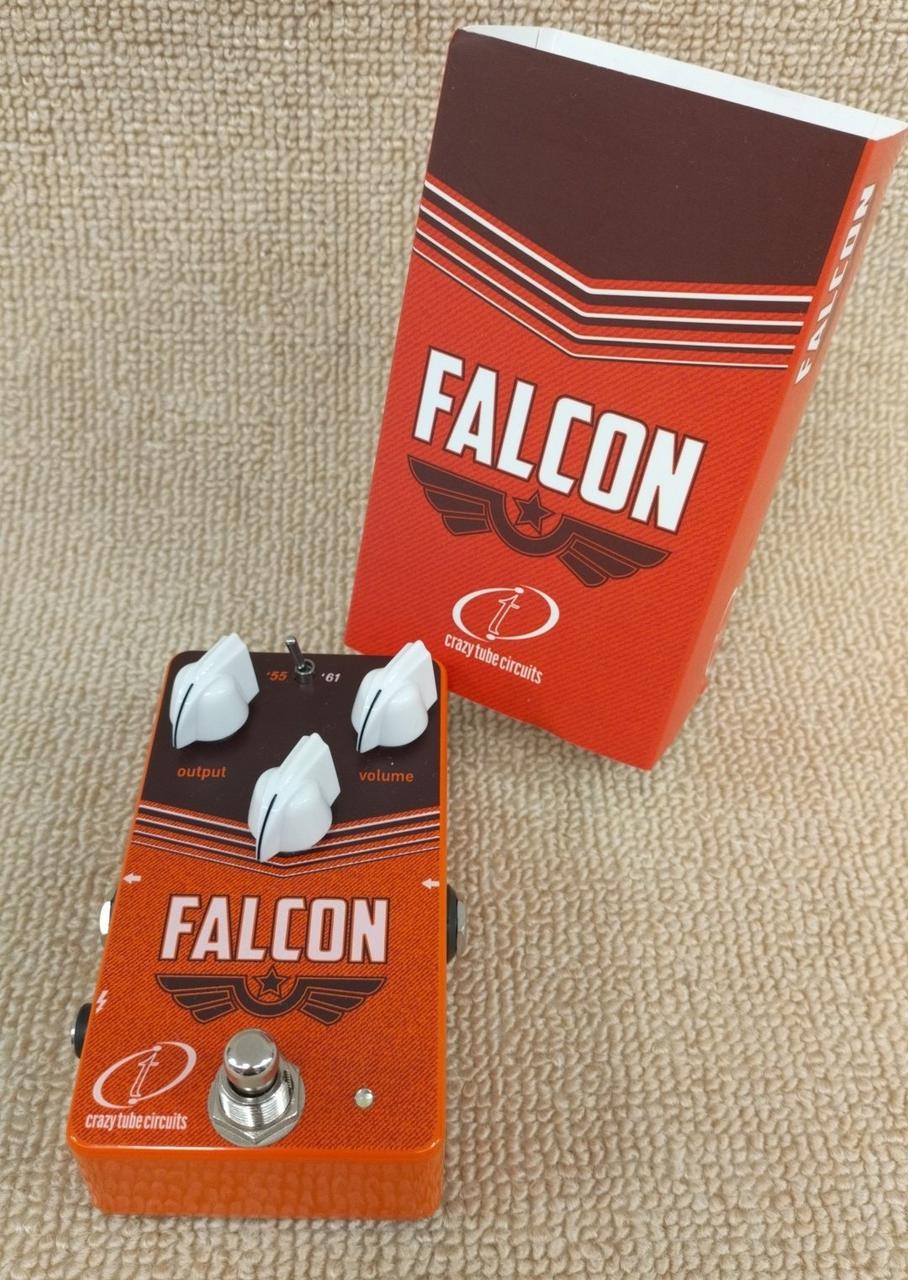 FALCON
FALCON
crazy tube circuits
'55 '61
output
volume
FALCON
crazy tube circuits